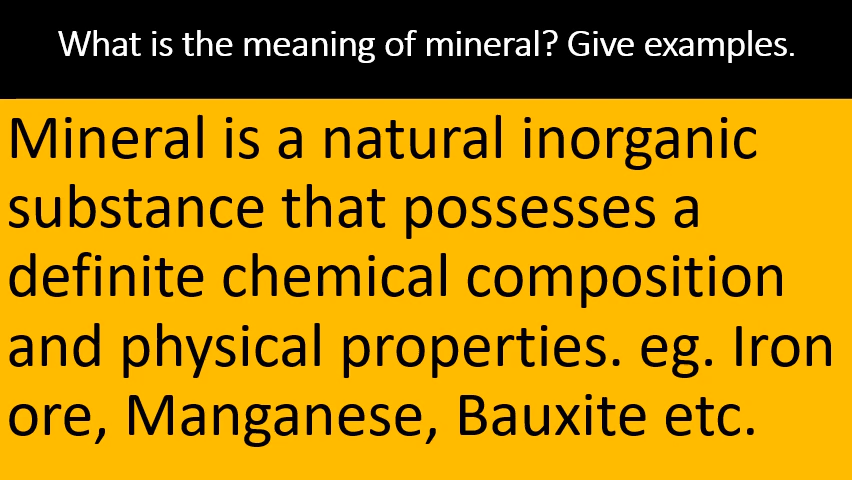 What is the meaning of mineral? Give examples.
Mineral is a natural inorganic
substance that possesses a
definite chemical composition
and physical properties. eg. Iron
ore, Manganese, Bauxite etc.